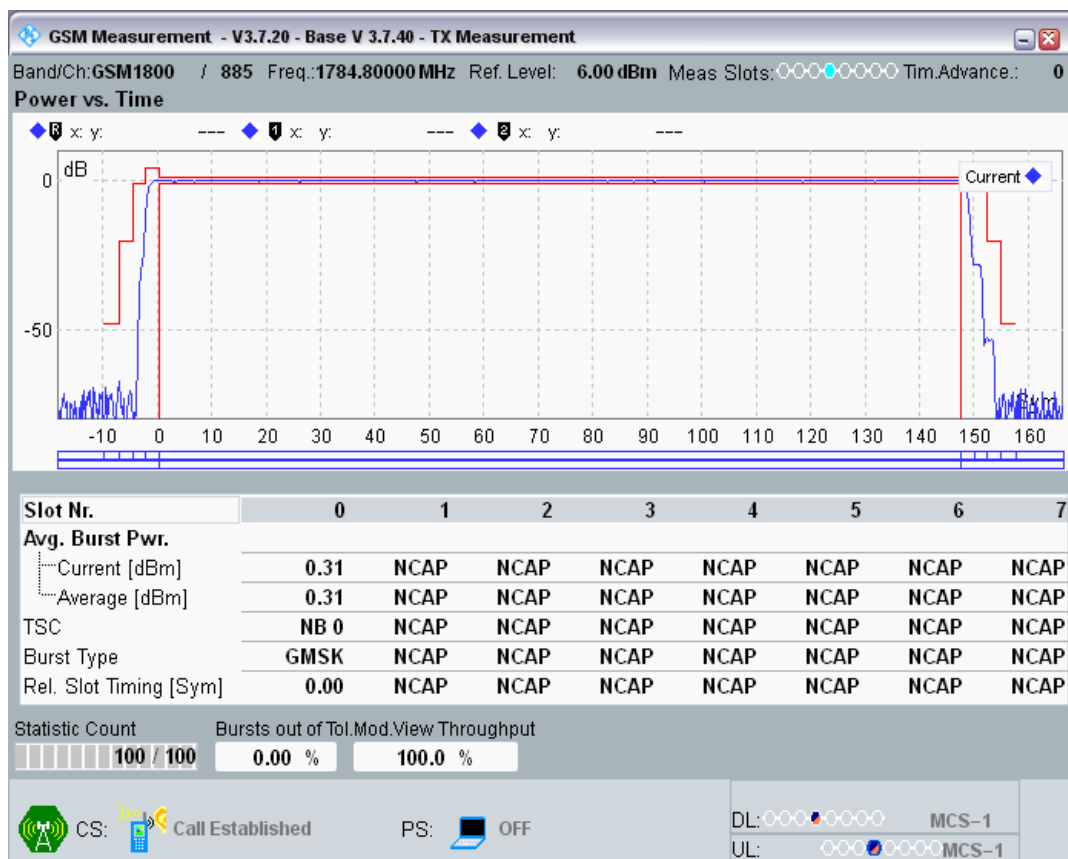 GSM Measurement - V3.7.20 - Base V 3.7.40 - TX Measurement
Band/Ch:GSM1800 / 885 Freq.:1784.80000 MHz Ref. Level: 6.00 dBm Meas Slots: Tim.Advance.: 0
Power vs. Time
R x: y: --- 1 x: y: --- 2 x: y: ---
dB
Current
0
-50
Sym
-10 0 10 20 30 40 50 60 70 80 90 100 110 120 130 140 150 160
Slot Nr. 0 1 2 3 4 5 6 7
Avg. Burst Pwr.
Current [dBm] 0.31 NCAP NCAP NCAP NCAP NCAP NCAP NCAP
Average [dBm] 0.31 NCAP NCAP NCAP NCAP NCAP NCAP NCAP
TSC NB 0 NCAP NCAP NCAP NCAP NCAP NCAP NCAP
Burst Type GMSK NCAP NCAP NCAP NCAP NCAP NCAP NCAP
Rel. Slot Timing [Sym] 0.00 NCAP NCAP NCAP NCAP NCAP NCAP NCAP
Statistic Count Bursts out of Tol.Mod.View Throughput
100 / 100 0.00 % 100.0 %
CS: Call Established PS: OFF
DL: MCS-1
UL: MCS-1